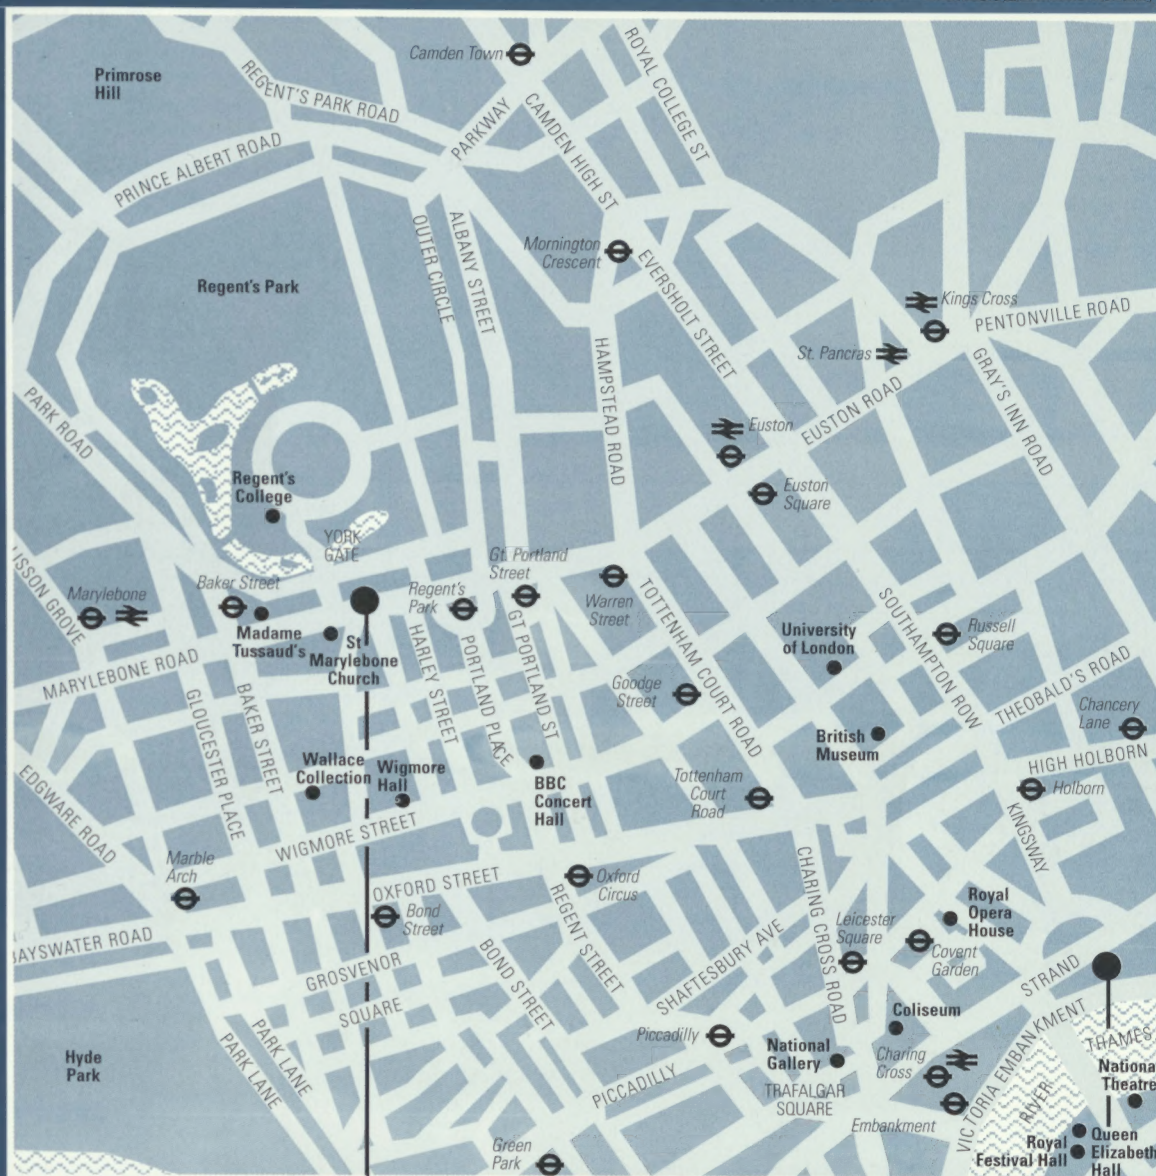 Camden Town
ROYAL COLLEGE ST
Primrose
Hill
REGENT'S PARK ROAD
PARKWAY
CAMDEN HIGH ST
PRINCE ALBERT ROAD
OUTER CIRCLE
ALBANY STREET
Mornington
Crescent
EVERSHOLT STREET
Regent's Park
Kings Cross
PENTONVILLE ROAD
St. Pancras
HAMPSTEAD ROAD
GRAY'S INN ROAD
EUSTON ROAD
PARK ROAD
Euston
Regent's
College
Euston
Square
YORK
GATE
LISSON GROVE
Marylebone
Baker Street
Regent's
Park
Gt. Portland
Street
Warren
Street
Madame
Tussaud's
St
Marylebone
Church
HARLEY STREET
PORTLAND PLACE
GT PORTLAND ST
TOTTENHAM COURT ROAD
University
of London
SOUTHAMPTON ROW
Russell
Square
MARYLEBONE ROAD
GLOUCESTER PLACE
BAKER STREET
Goodge
Street
THEOBALD'S ROAD
Chancery
Lane
British
Museum
HIGH HOLBORN
Wallace
Collection
Wigmore
Hall
BBC
Concert
Hall
Tottenham
Court
Road
Holborn
EDGWARE ROAD
WIGMORE STREET
KINGSWAY
Marble
Arch
OXFORD STREET
Oxford
Circus
CHARING CROSS ROAD
Bond
Street
REGENT STREET
Leicester
Square
Royal
Opera
House
Covent
Garden
BAYSWATER ROAD
GROSVENOR
SQUARE
BOND STREET
SHAFTESBURY AVE
STRAND
Coliseum
PARK LANE
PARK LANE
Piccadilly
National
Gallery
Charing
Cross
VICTORIA EMBANKMENT
THAMES
Hyde
Park
PICCADILLY
TRAFALGAR
SQUARE
Embankment
RIVER
Nationa
Theatre
Green
Park
Royal
Festival Hall
Queen
Elizabeth
Hall